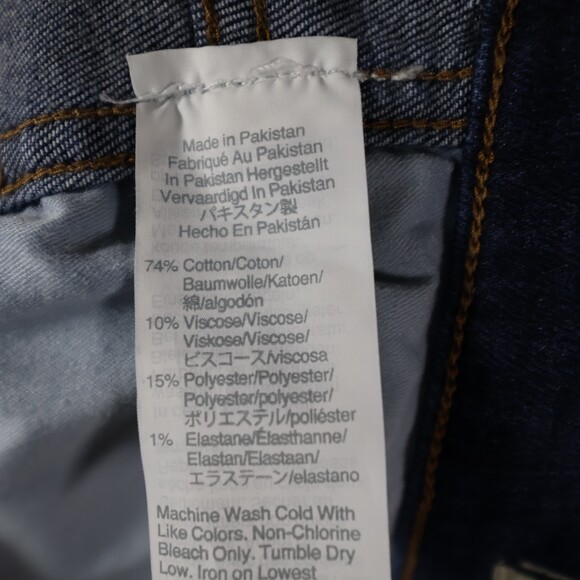 Made in Pakistan
Fabriqué Au Pakistan
In Pakistan Hergestellt
Vervaardigd In Pakistan
パキスタン製
Hecho En Pakistán
74% Cotton/Coton/
Baumwolle/Katoen/
綿/algodón
10% Viscose/Viscose/
Viskose/Viscose/
ビスコース/viscosa
15% Polyester/Polyester/
Polyester/polyester/
ポリエステル/poliéster
1% Elastane/Élasthanne/
Elastan/Elastaan/
エラステーン/elastano
Machine Wash Cold With
Like Colors. Non-Chlorine
Bleach Only. Tumble Dry
Low. Iron on Lowest